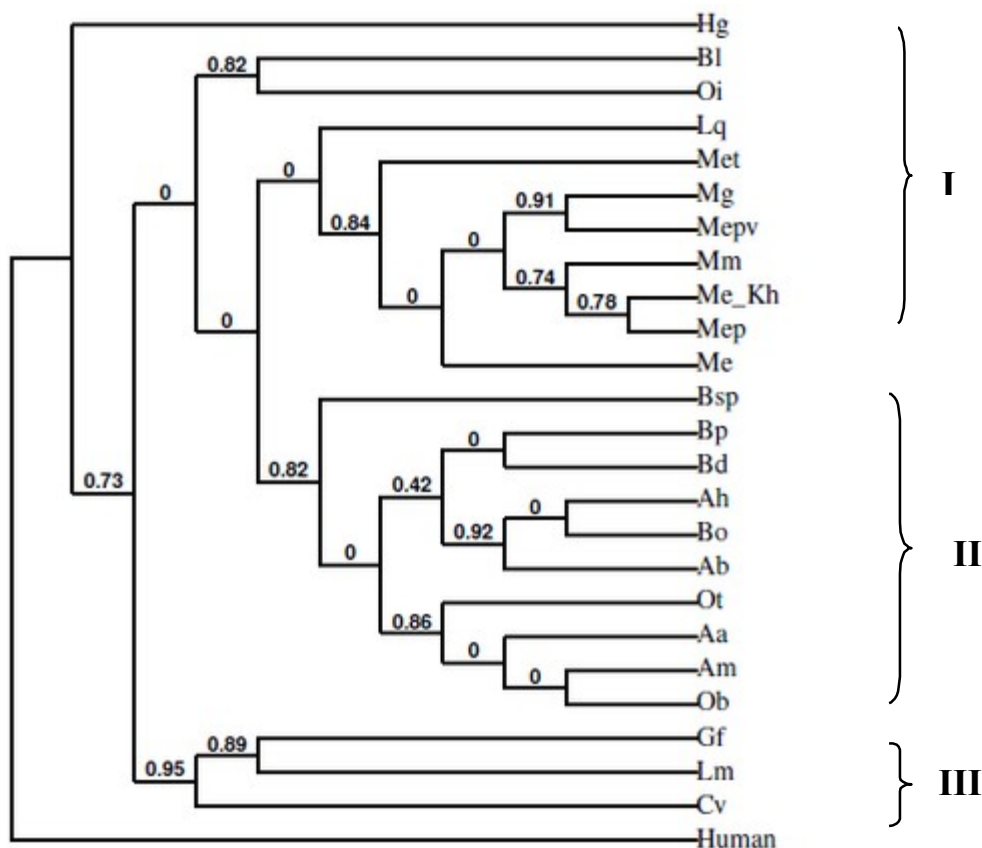 Hg
0.82
Bl
Oi
Lq
0
0
Met
0.84
Mg
0.91
Mepv
0
Mm
0.74
Me_Kh
0.78
Mep
0
0
Me
I
Bsp
Bp
0
Bd
0.82
0.42
0.73
Ah
0
Bo
0.92
0
Ab
Ot
0.86
Aa
0
Am
0
Ob
II
Gf
0.89
Lm
0.95
Cv
III
Human